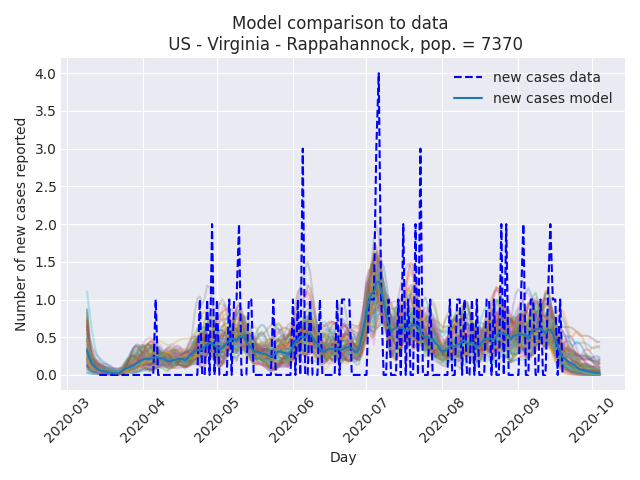 Model comparison to data
US - Virginia - Rappahannock, pop. = 7370
new cases data
new cases model
Number of new cases reported
4.0
3.5
3.0
2.5
2.0
1.5
1.0
0.5
0.0
2020-03
2020-04
2020-05
2020-06
2020-07
2020-08
2020-09
2020-10
Day